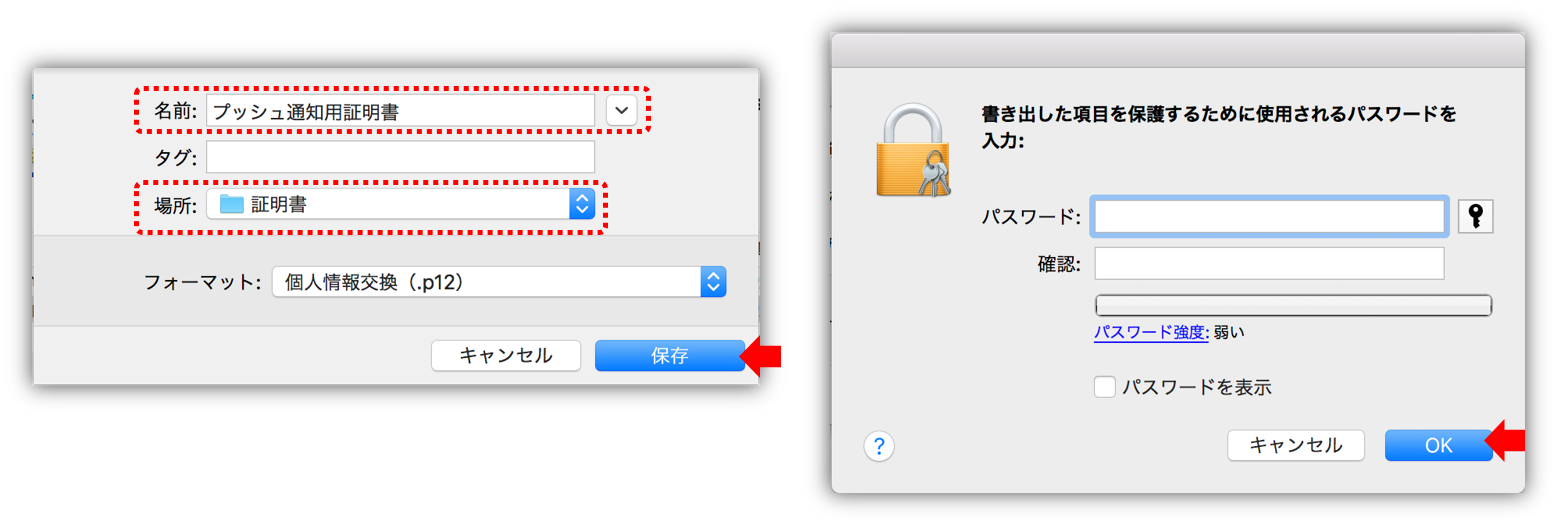 名前: プッシュ通知用証明書
タグ:
場所: 証明書
フォーマット: 個人情報交換（.p12）
キャンセル 保存
書き出した項目を保護するために使用されるパスワードを
入力:
パスワード:
確認:
パスワード強度: 弱い
パスワードを表示
? キャンセル OK